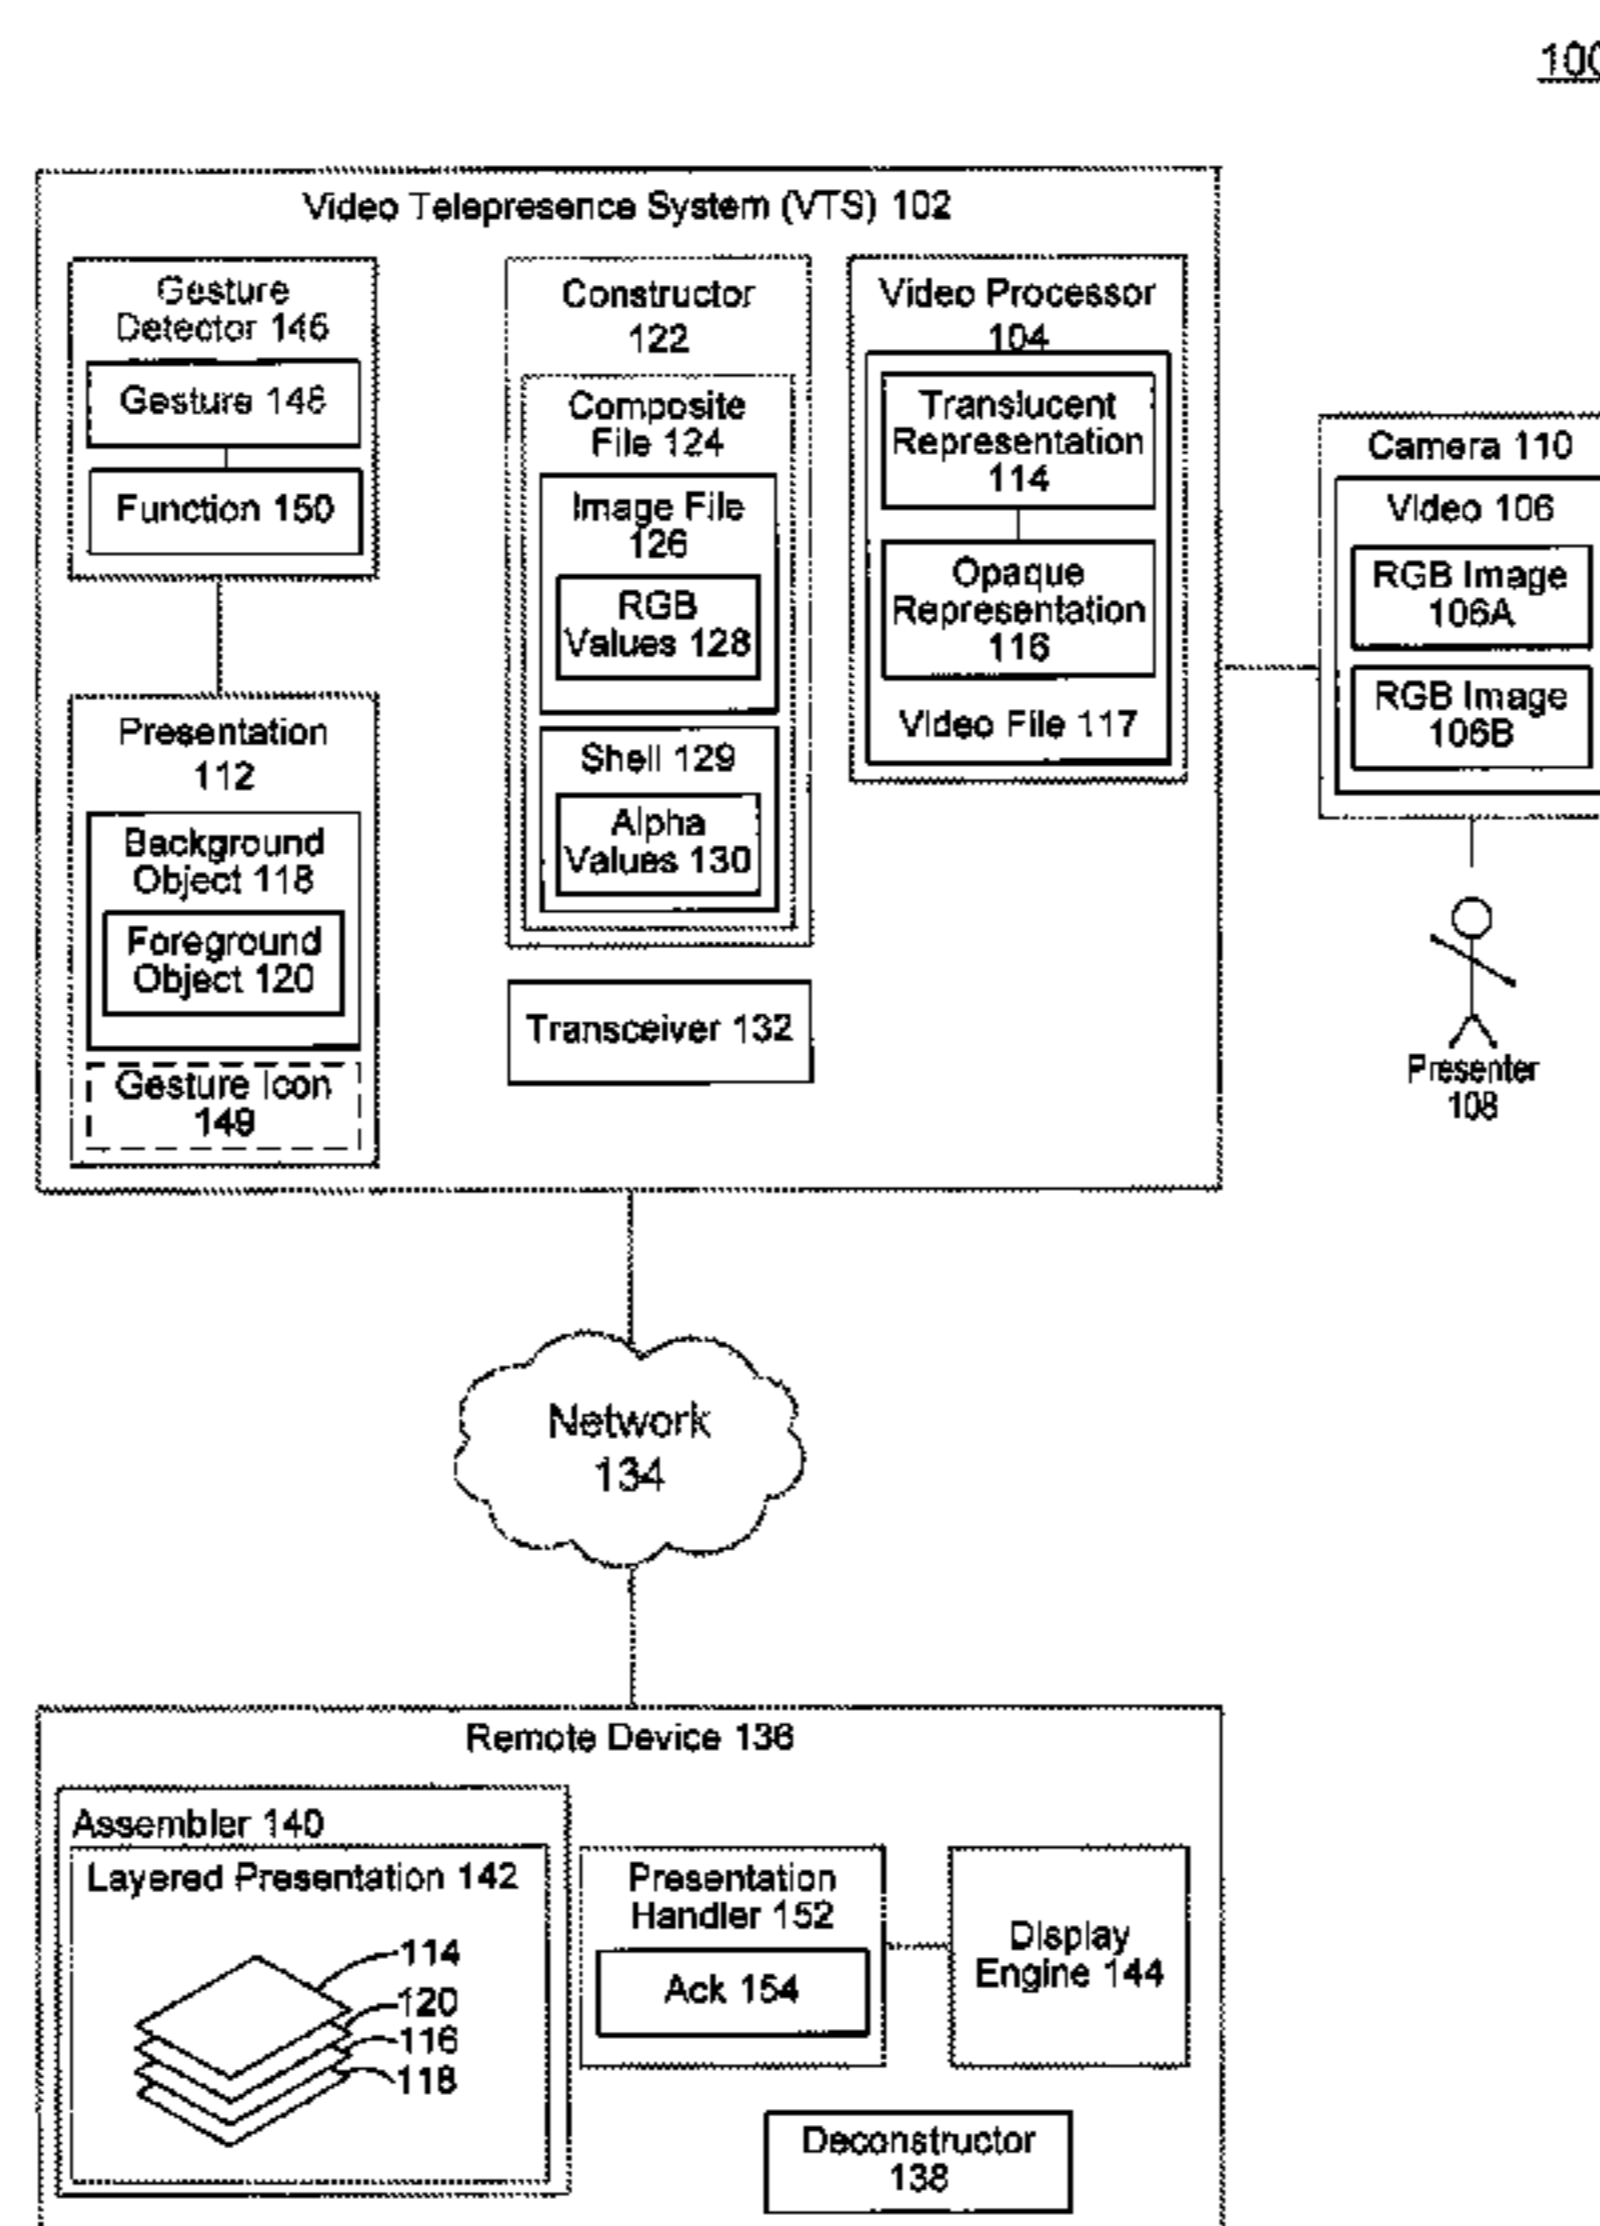 100
Video Telepresence System (VTS) 102
Gesture
Detector 146
Gesture 148
Function 150
Presentation
112
Background
Object 118
Foreground
Object 120
Gesture Icon
149
Constructor
122
Composite
File 124
Image File
126
RGB
Values 128
Shell 129
Alpha
Values 130
Transceiver 132
Video Processor
104
Translucent
Representation
114
Opaque
Representation
116
Video File 117
Camera 110
Video 106
RGB Image
106A
RGB Image
106B
Presenter
108
Network
134
Remote Device 136
Assembler 140
Layered Presentation 142
114
120
116
118
Presentation
Handler 152
Ack 154
Display
Engine 144
Deconstructor
138